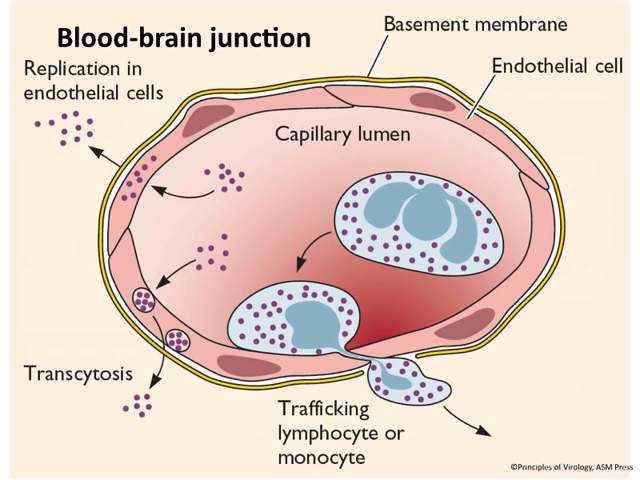 Blood-brain junction
Basement membrane
Replication in
endothelial cells
Endothelial cell
Capillary lumen
Transcytosis
Trafficking
lymphocyte or
monocyte
©Principles of Virology, ASM Press